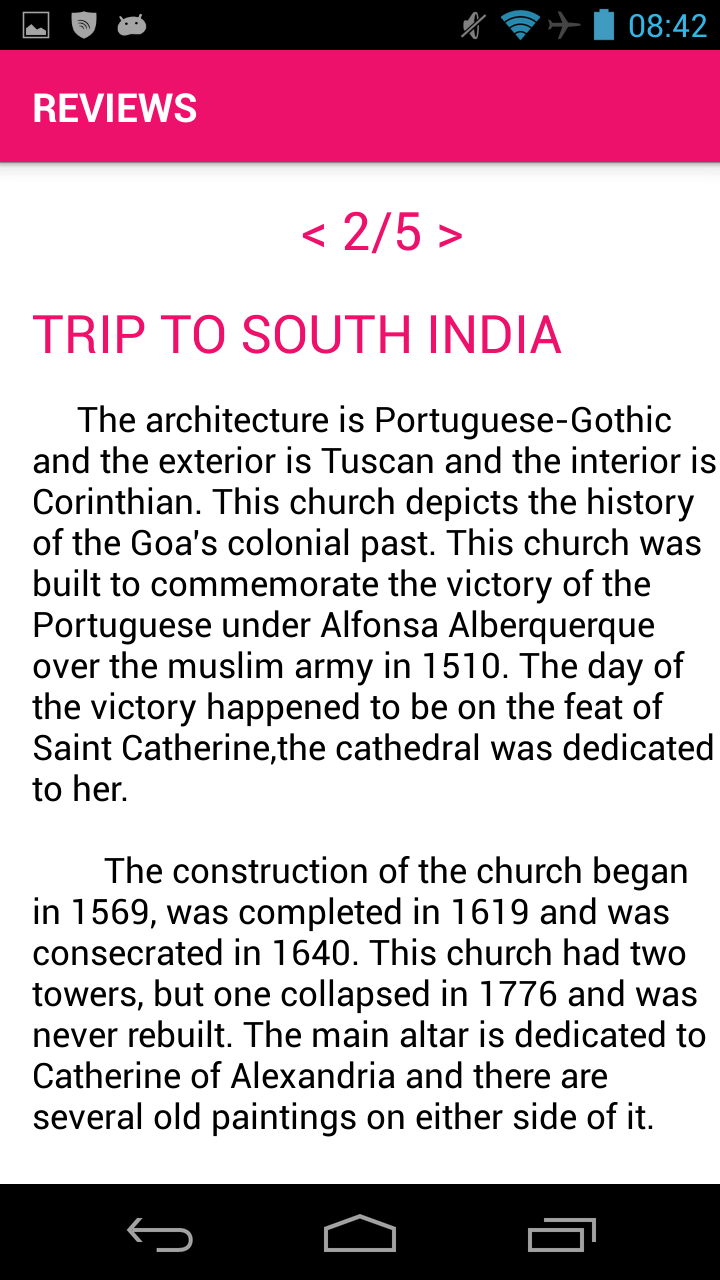 08:42
REVIEWS
< 2/5 >
TRIP TO SOUTH INDIA
The architecture is Portuguese-Gothic
and the exterior is Tuscan and the interior is
Corinthian. This church depicts the history
of the Goa's colonial past. This church was
built to commemorate the victory of the
Portuguese under Alfonsa Alberquerque
over the muslim army in 1510. The day of
the victory happened to be on the feat of
Saint Catherine,the cathedral was dedicated
to her.
The construction of the church began
in 1569, was completed in 1619 and was
consecrated in 1640. This church had two
towers, but one collapsed in 1776 and was
never rebuilt. The main altar is dedicated to
Catherine of Alexandria and there are
several old paintings on either side of it.